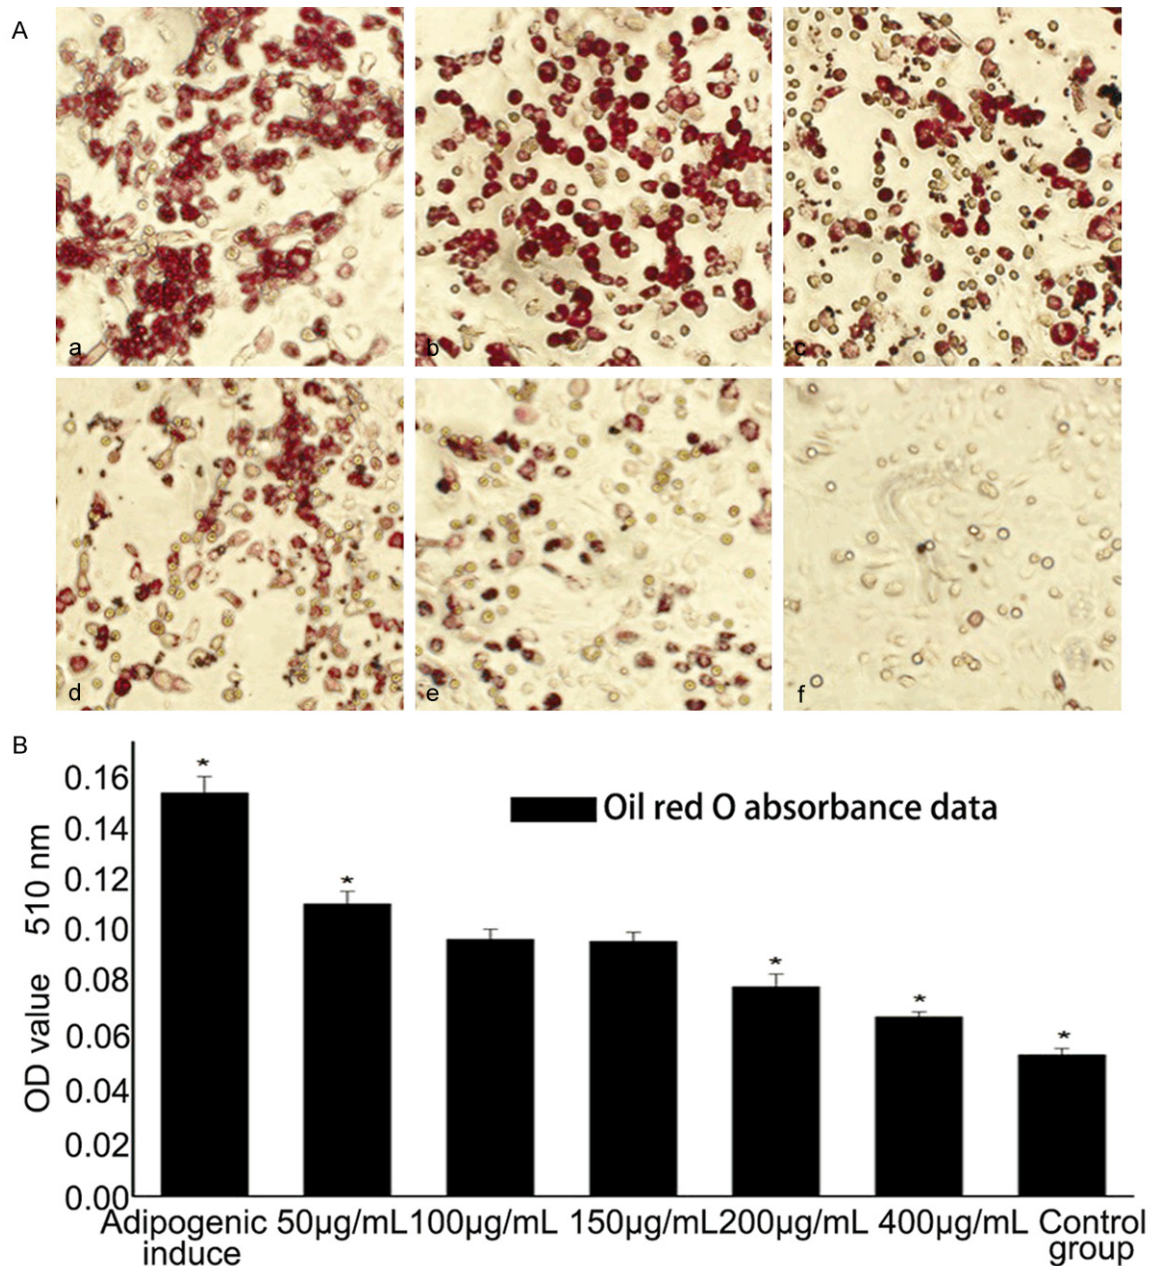 A
a
b
c
d
e
f
B
*
*
*
*
*
Oil red O absorbance data
OD value 510 nm
0.16
0.14
0.12
0.10
0.08
0.06
0.04
0.02
0.00
Adipogenic induce
50µg/mL
100µg/mL
150µg/mL
200µg/mL
400µg/mL
Control group